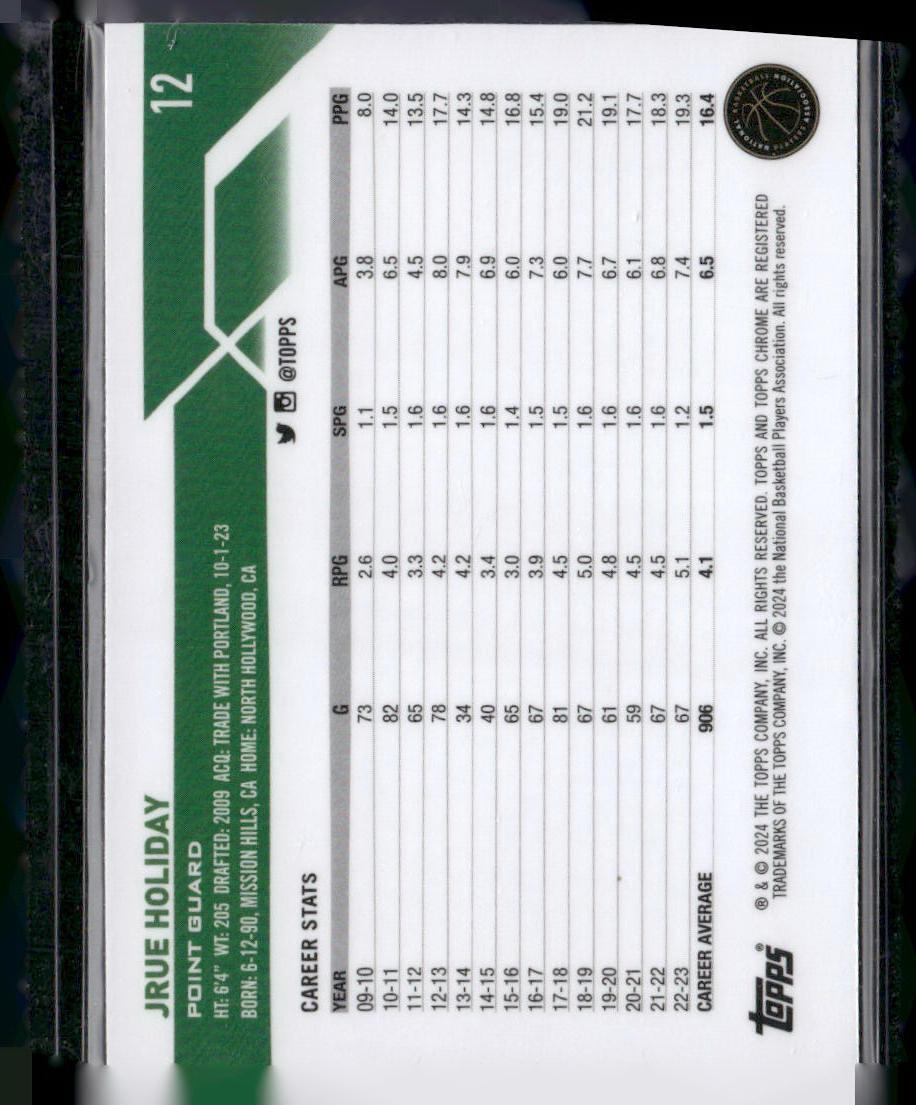 JRUE HOLIDAY 12
POINT GUARD
HT: 6'4" WT: 205 DRAFTED: 2009 ACQ: TRADE WITH PORTLAND, 10-1-23
BORN: 6-12-90, MISSION HILLS, CA HOME: NORTH HOLLYWOOD, CA
@TOPPS
CAREER STATS
YEAR G RPG SPG APG PPG
09-10 73 2.6 1.1 3.8 8.0
10-11 82 4.0 1.5 6.5 14.0
11-12 65 3.3 1.6 4.5 13.5
12-13 78 4.2 1.6 8.0 17.7
13-14 34 4.2 1.6 7.9 14.3
14-15 40 3.4 1.6 6.9 14.8
15-16 65 3.0 1.4 6.0 16.8
16-17 67 3.9 1.5 7.3 15.4
17-18 81 4.5 1.5 6.0 19.0
18-19 67 5.0 1.6 7.7 21.2
19-20 61 4.8 1.6 6.7 19.1
20-21 59 4.5 1.6 6.1 17.7
21-22 67 4.5 1.6 6.8 18.3
22-23 67 5.1 1.2 7.4 19.3
CAREER AVERAGE 906 4.1 1.5 6.5 16.4
topps®
® & © 2024 THE TOPPS COMPANY, INC. ALL RIGHTS RESERVED. TOPPS AND TOPPS CHROME ARE REGISTERED
TRADEMARKS OF THE TOPPS COMPANY, INC. © 2024 the National Basketball Players Association. All rights reserved.
NATIONAL BASKETBALL PLAYERS ASSOCIATION